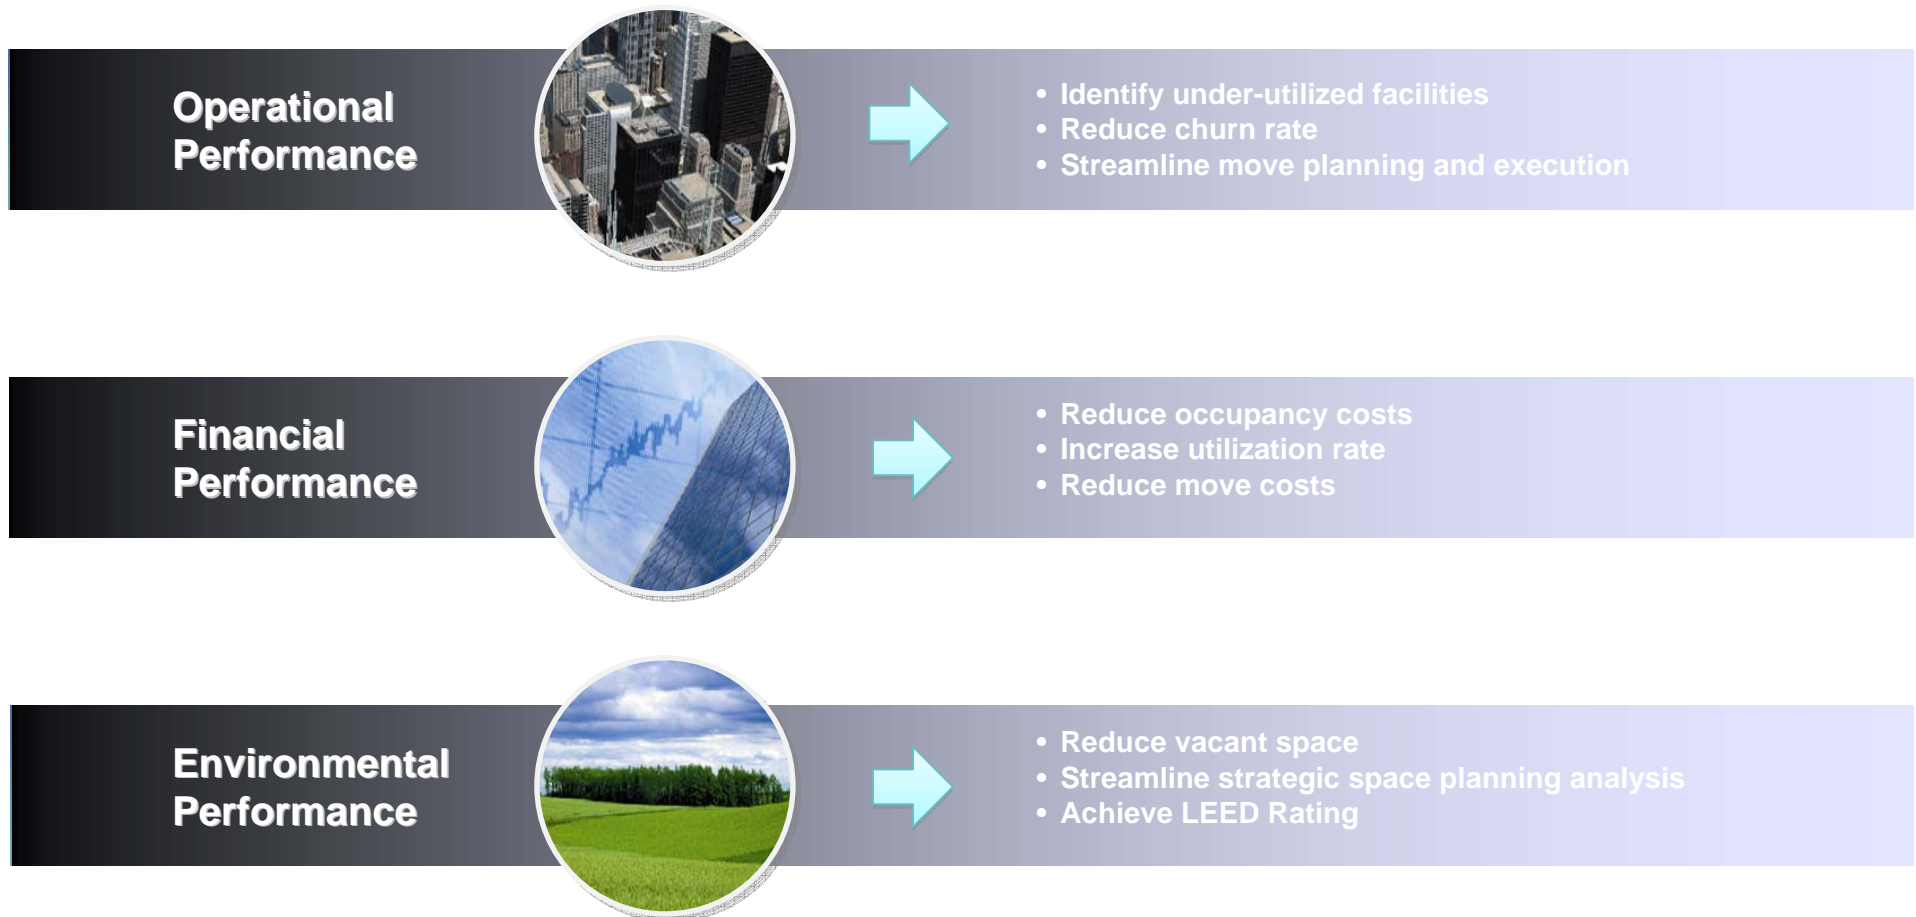 Operational
Performance
• Identify under-utilized facilities
• Reduce churn rate
• Streamline move planning and execution
Financial
Performance
• Reduce occupancy costs
• Increase utilization rate
• Reduce move costs
Environmental
Performance
• Reduce vacant space
• Streamline strategic space planning analysis
• Achieve LEED Rating